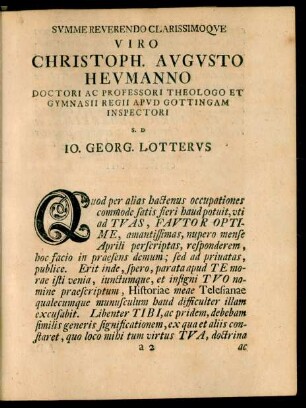 SVMME REVERENDO CLARISSIMOQVE
VIRO
CHRISTOPH. AVGVSTO
HEVMANNO
DOCTORI AC PROFESSORI THEOLOGO ET
GYMNASII REGII APVD GOTTINGAM
INSPECTORI
S. D
IO. GEORG. LOTTERVS
Quod per alias hactenus occupationes
commode satis fieri haud potuit, vti
ad TVAS, FAVTOR OPTI-
ME, amantissimas, nupero mense
Aprili perscriptas, responderem,
hoc facio in praesens demum; sed ad priuatas,
publice. Erit inde, spero, parata apud TE mo-
rae isti venia, iunctumque, et insigni TVO no-
mine praescriptum, Historiae meae Telesianae
qualecumque munusculum haud difficulter illam
excusabit. Libenter TIBI, ac pridem, debebam
similis generis significationem, ex qua et aliis con-
staret, quo loco mihi tum virtus TVA, doctrina
a 2 ac